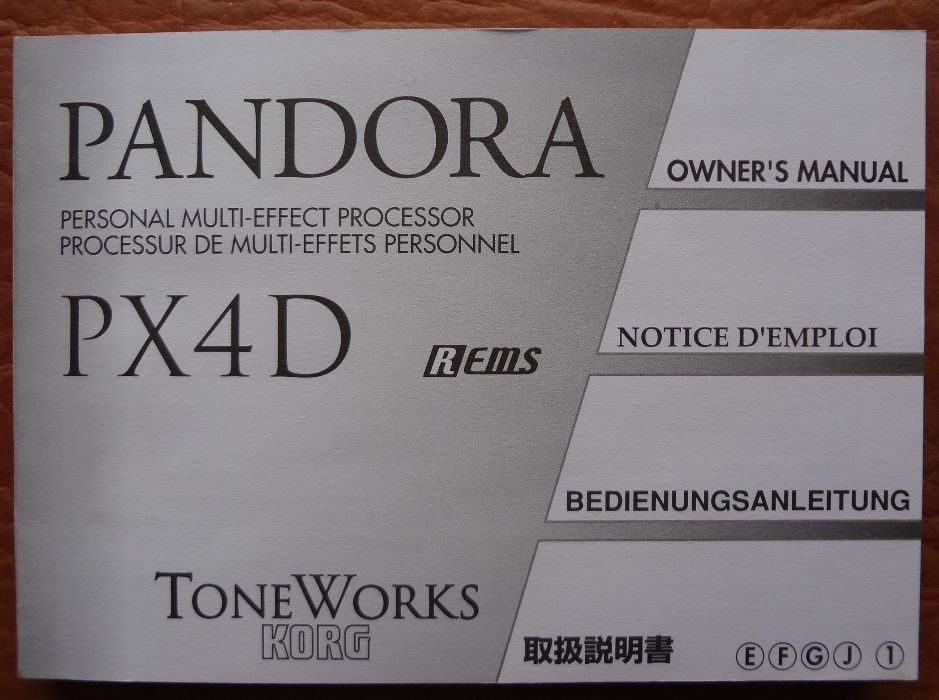 PANDORA
PERSONAL MULTI-EFFECT PROCESSOR
PROCESSUR DE MULTI-EFFETS PERSONNEL
PX4D
REMS
TONEWORKS
KORG
OWNER'S MANUAL
NOTICE D'EMPLOI
BEDIENUNGSANLEITUNG
取扱説明書
Ⓔ Ⓕ Ⓖ Ⓙ ①